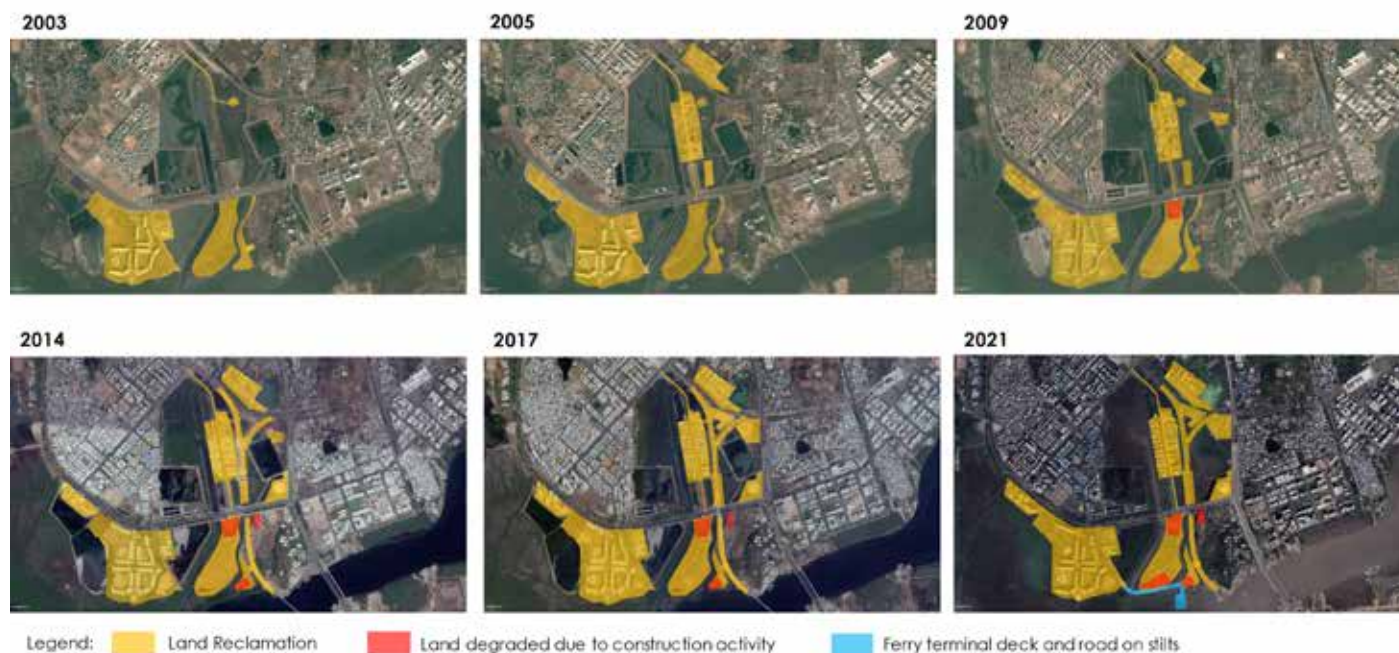 2003
2005
2009
2014
2017
2021
Legend:
Land Reclamation
Land degraded due to construction activity
Ferry terminal deck and road on stilts